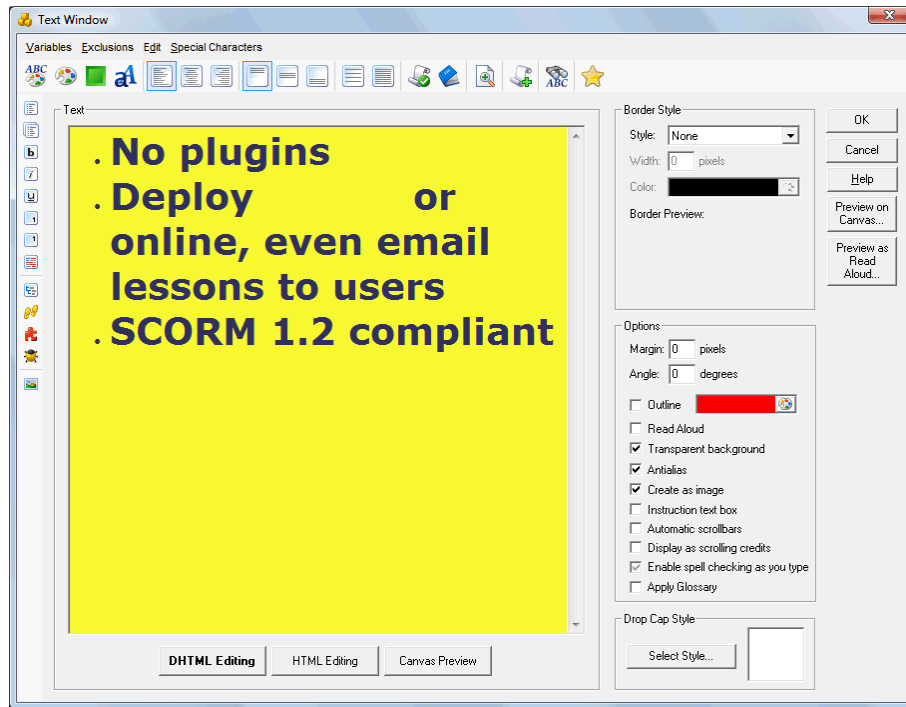 Text Window
Variables Exclusions Edit Special Characters
ABC
a
A
ABC
b
i
U
1
1
Text
. No plugins
. Deploy or
online, even email
lessons to users
. SCORM 1.2 compliant
DHTML Editing HTML Editing Canvas Preview
Border Style
Style: None
Width: 0 pixels
Color:
Border Preview:
Options
Margin: 0 pixels
Angle: 0 degrees
Outline
Read Aloud
Transparent background
Antialias
Create as image
Instruction text box
Automatic scrollbars
Display as scrolling credits
Enable spell checking as you type
Apply Glossary
Drop Cap Style
Select Style...
OK
Cancel
Help
Preview on
Canvas...
Preview as
Read
Aloud...